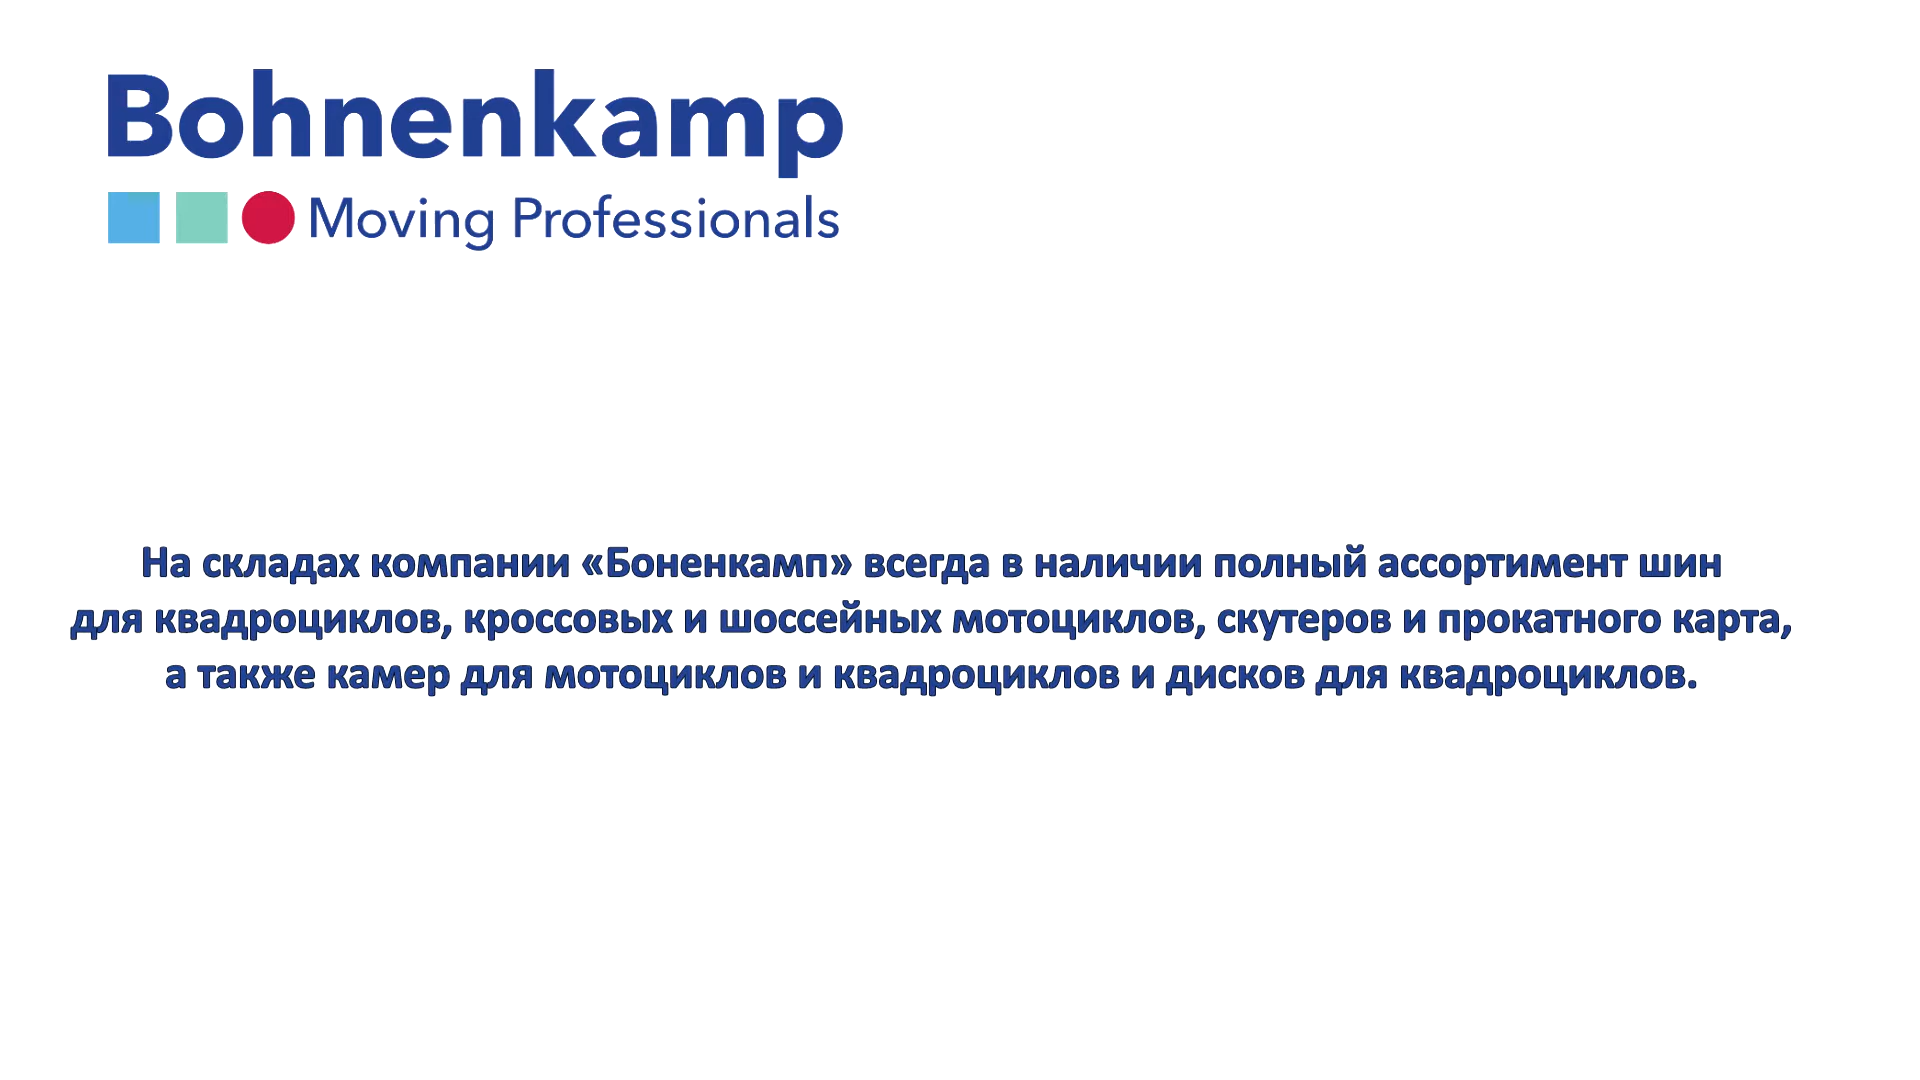 Bohnenkamp
Moving Professionals
На складах компании «Боненкамп» всегда в наличии полный ассортимент шин
для квадроциклов, кроссовых и шоссейных мотоциклов, скутеров и прокатного карта,
а также камер для мотоциклов и квадроциклов и дисков для квадроциклов.